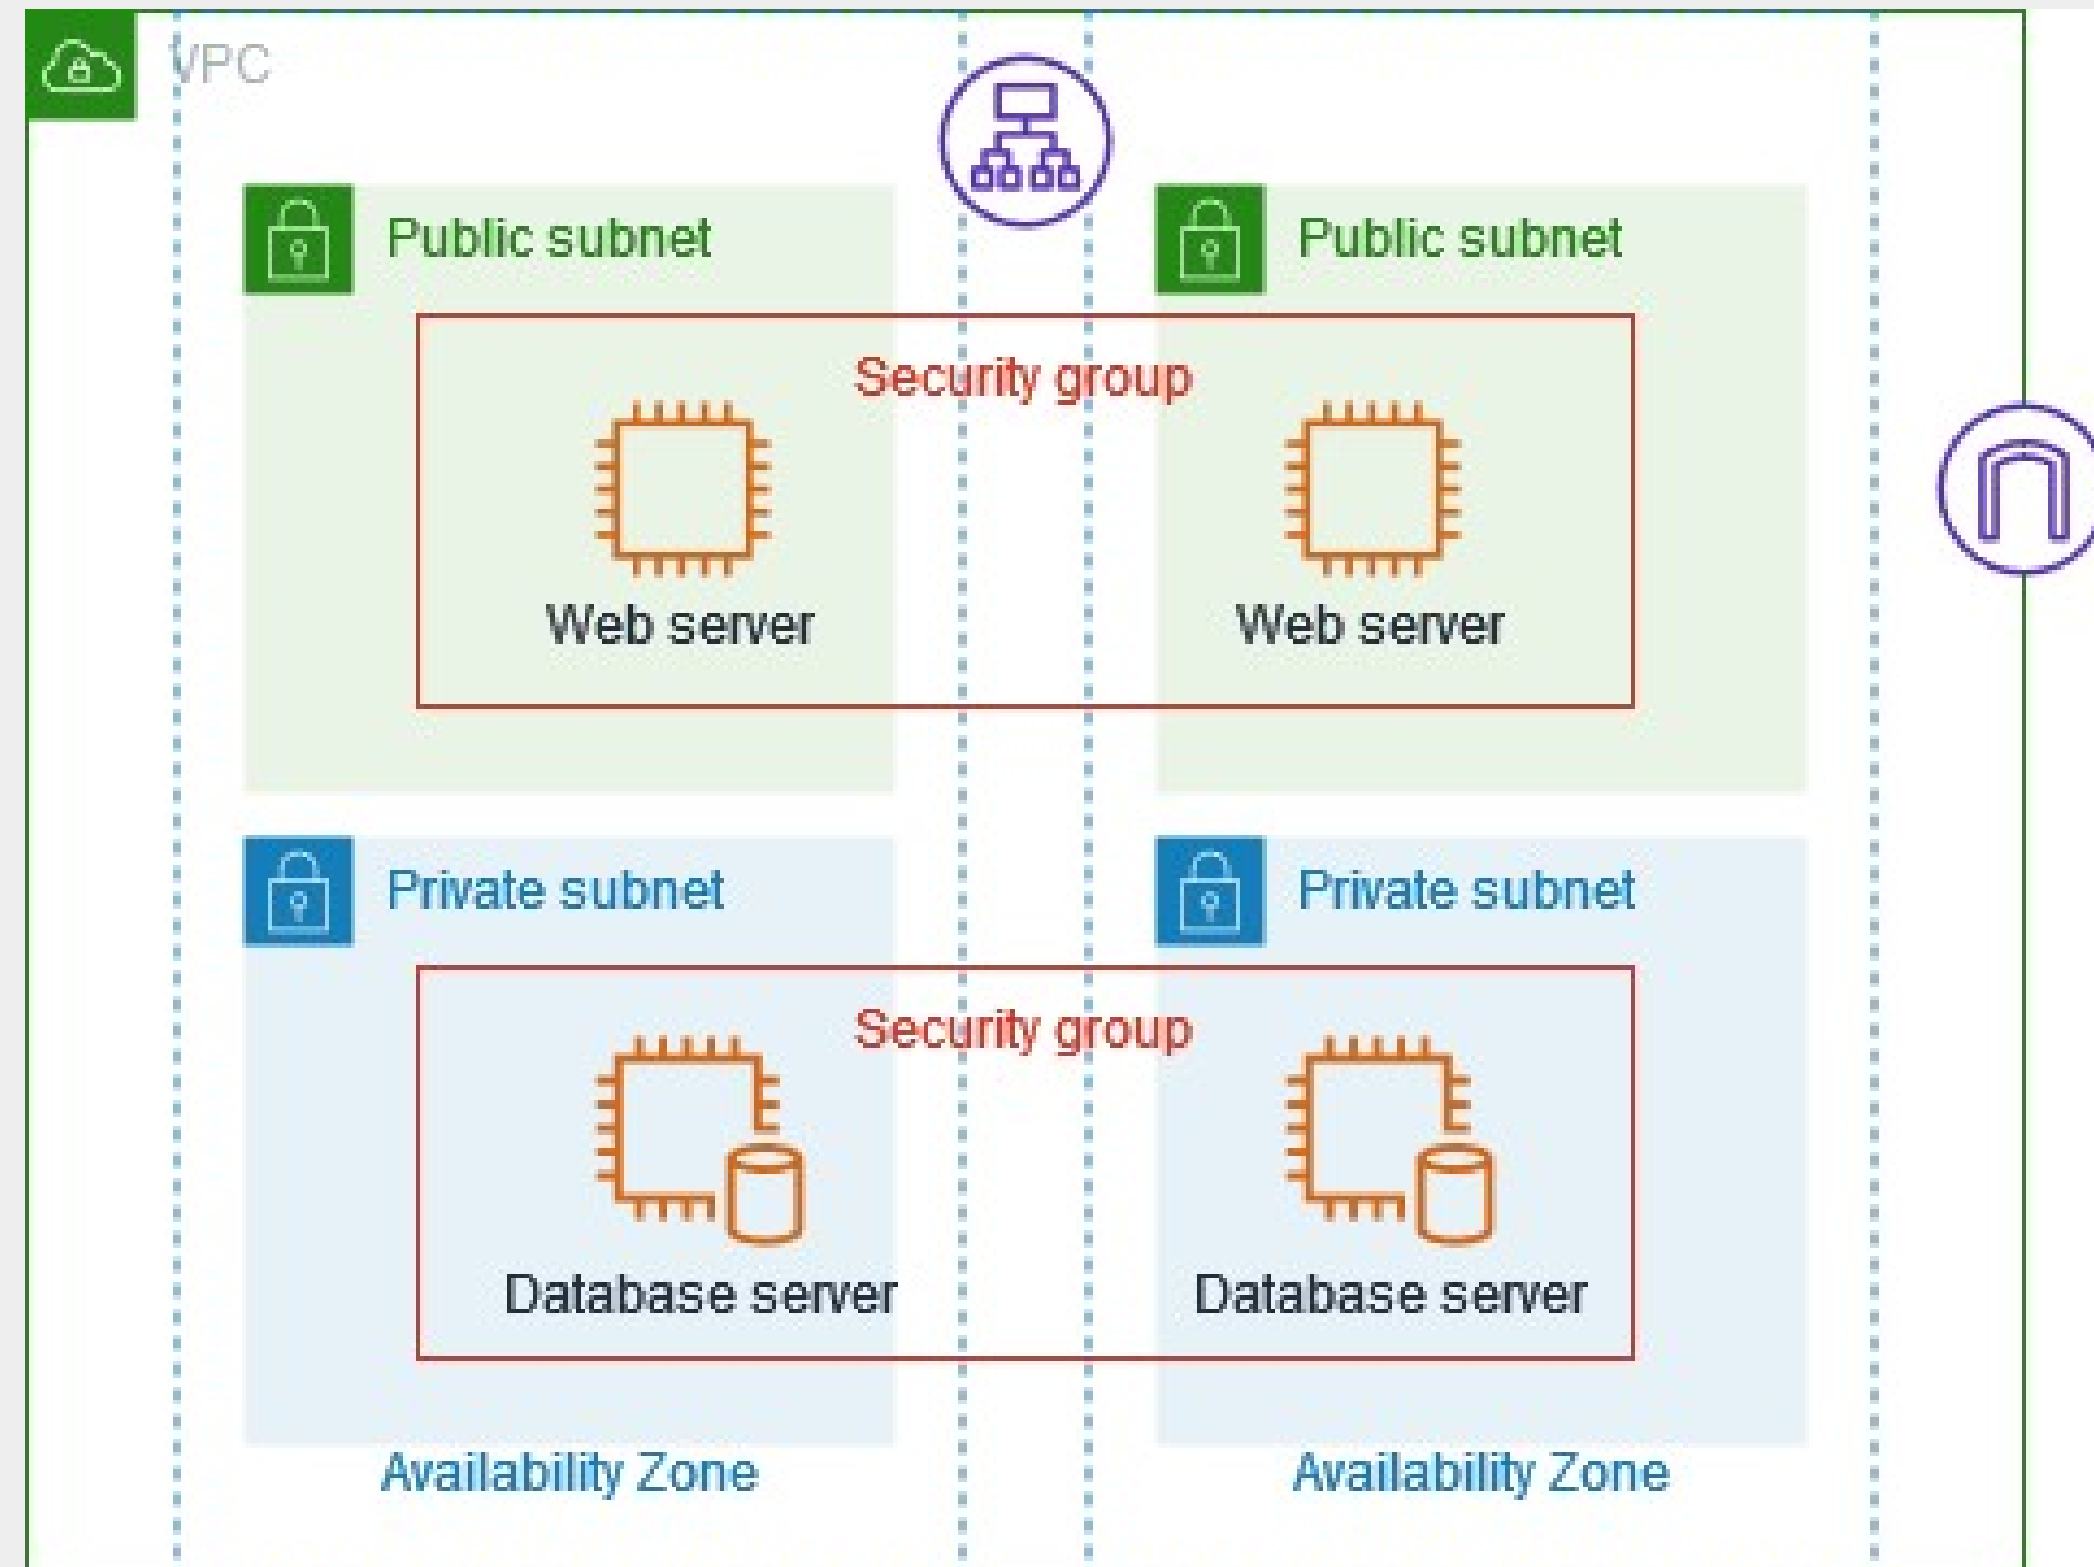 VPC
Public subnet
Public subnet
Security group
Web server
Web server
Private subnet
Private subnet
Security group
Database server
Database server
Availability Zone
Availability Zone